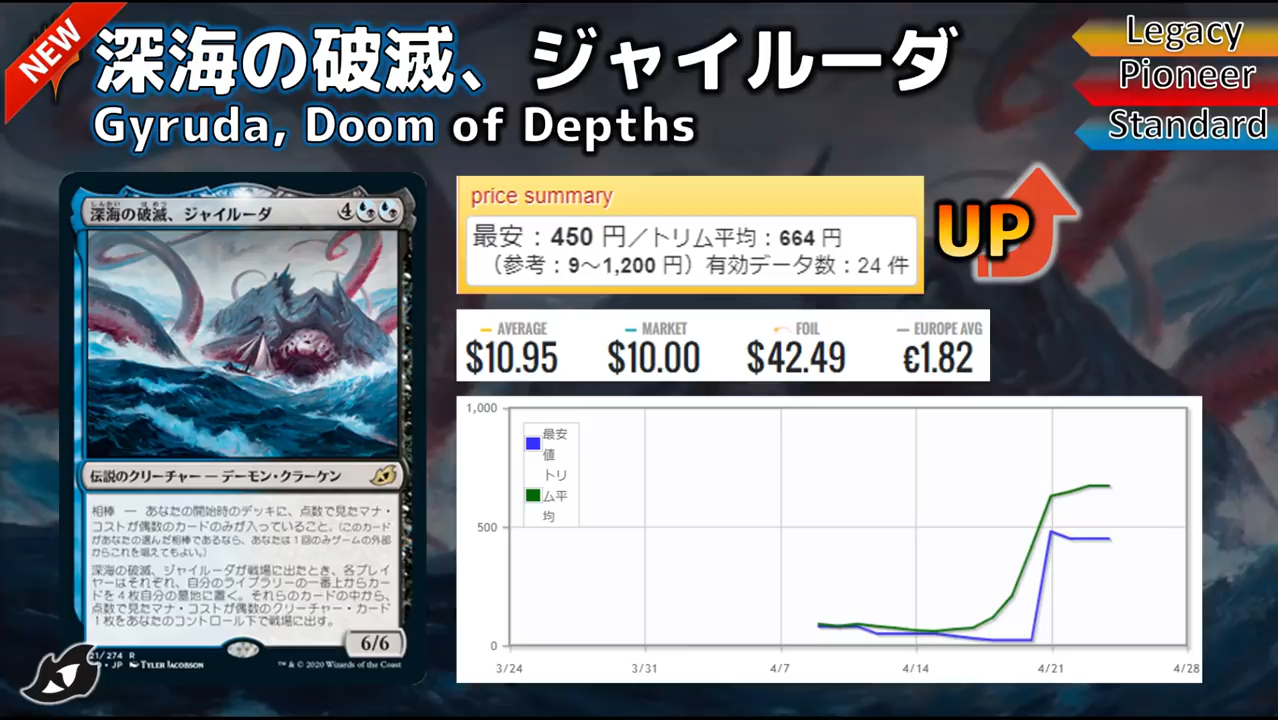 NEW
深海の破滅、ジャイルーダ
Gyruda, Doom of Depths
Legacy
Pioneer
Standard
しんかい はめつ
深海の破滅、ジャイルーダ
4
伝説のクリーチャー ― デーモン・クラーケン
相棒 ― あなたの開始時のデッキに、点数で見たマナ・
コストが偶数のカードのみが入っていること。（このカード
があなたの選んだ相棒であるなら、あなたは1回のみゲームの外部
からこれを唱えてもよい。）
深海の破滅、ジャイルーダが戦場に出たとき、各プレイ
ヤーはそれぞれ、自分のライブラリーの一番上からカー
ドを4枚自分の墓地に置く。それらのカードの中から、
点数で見たマナ・コストが偶数のクリーチャー・カード
1枚をあなたのコントロール下で戦場に出す。
6/6
21/274 R
JP TYLER JACOBSON
™ & © 2020 Wizards of the Coast
price summary
最安：450 円／トリム平均：664 円
（参考：9～1,200 円）有効データ数：24 件
UP
AVERAGE MARKET FOIL EUROPE AVG
$10.95 $10.00 $42.49 €1.82
1,000
500
0
最安
値
トリ
ム平
均
3/24 3/31 4/7 4/14 4/21 4/28